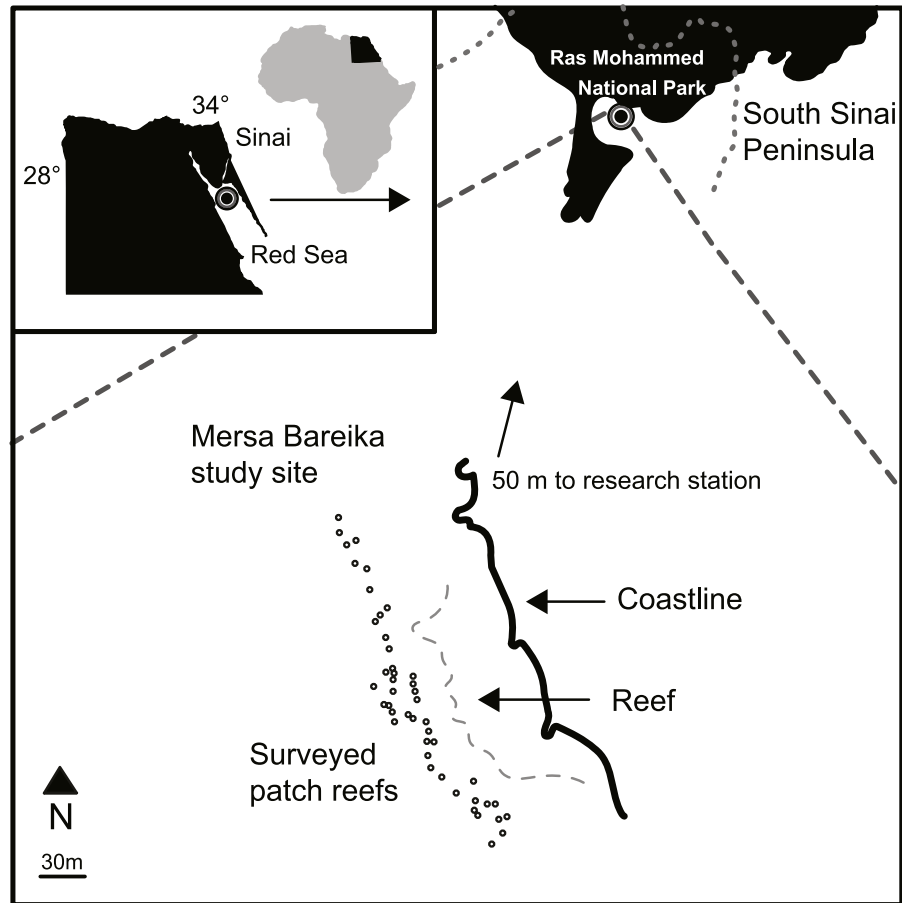 34°
Sinai
28°
Red Sea
Ras Mohammed
National Park
South Sinai
Peninsula
Mersa Bareika
study site
50 m to research station
Coastline
Reef
Surveyed
patch reefs
N
30m